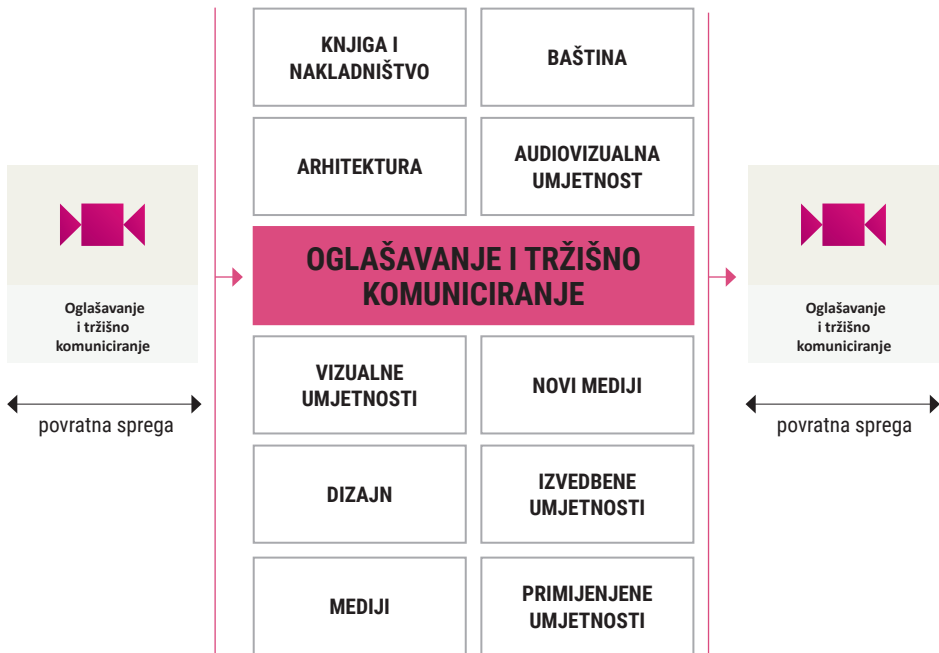 KNJIGA I
NAKLADNIŠTVO
BAŠTINA
ARHITEKTURA
AUDIOVIZUALNA
UMJETNOST
Oglašavanje
i tržišno
komuniciranje
povratna sprega
OGLAŠAVANJE I TRŽIŠNO
KOMUNICIRANJE
Oglašavanje
i tržišno
komuniciranje
povratna sprega
VIZUALNE
UMJETNOSTI
NOVI MEDIJI
DIZAJN
IZVEDBENE
UMJETNOSTI
MEDIJI
PRIMIJENJENE
UMJETNOSTI